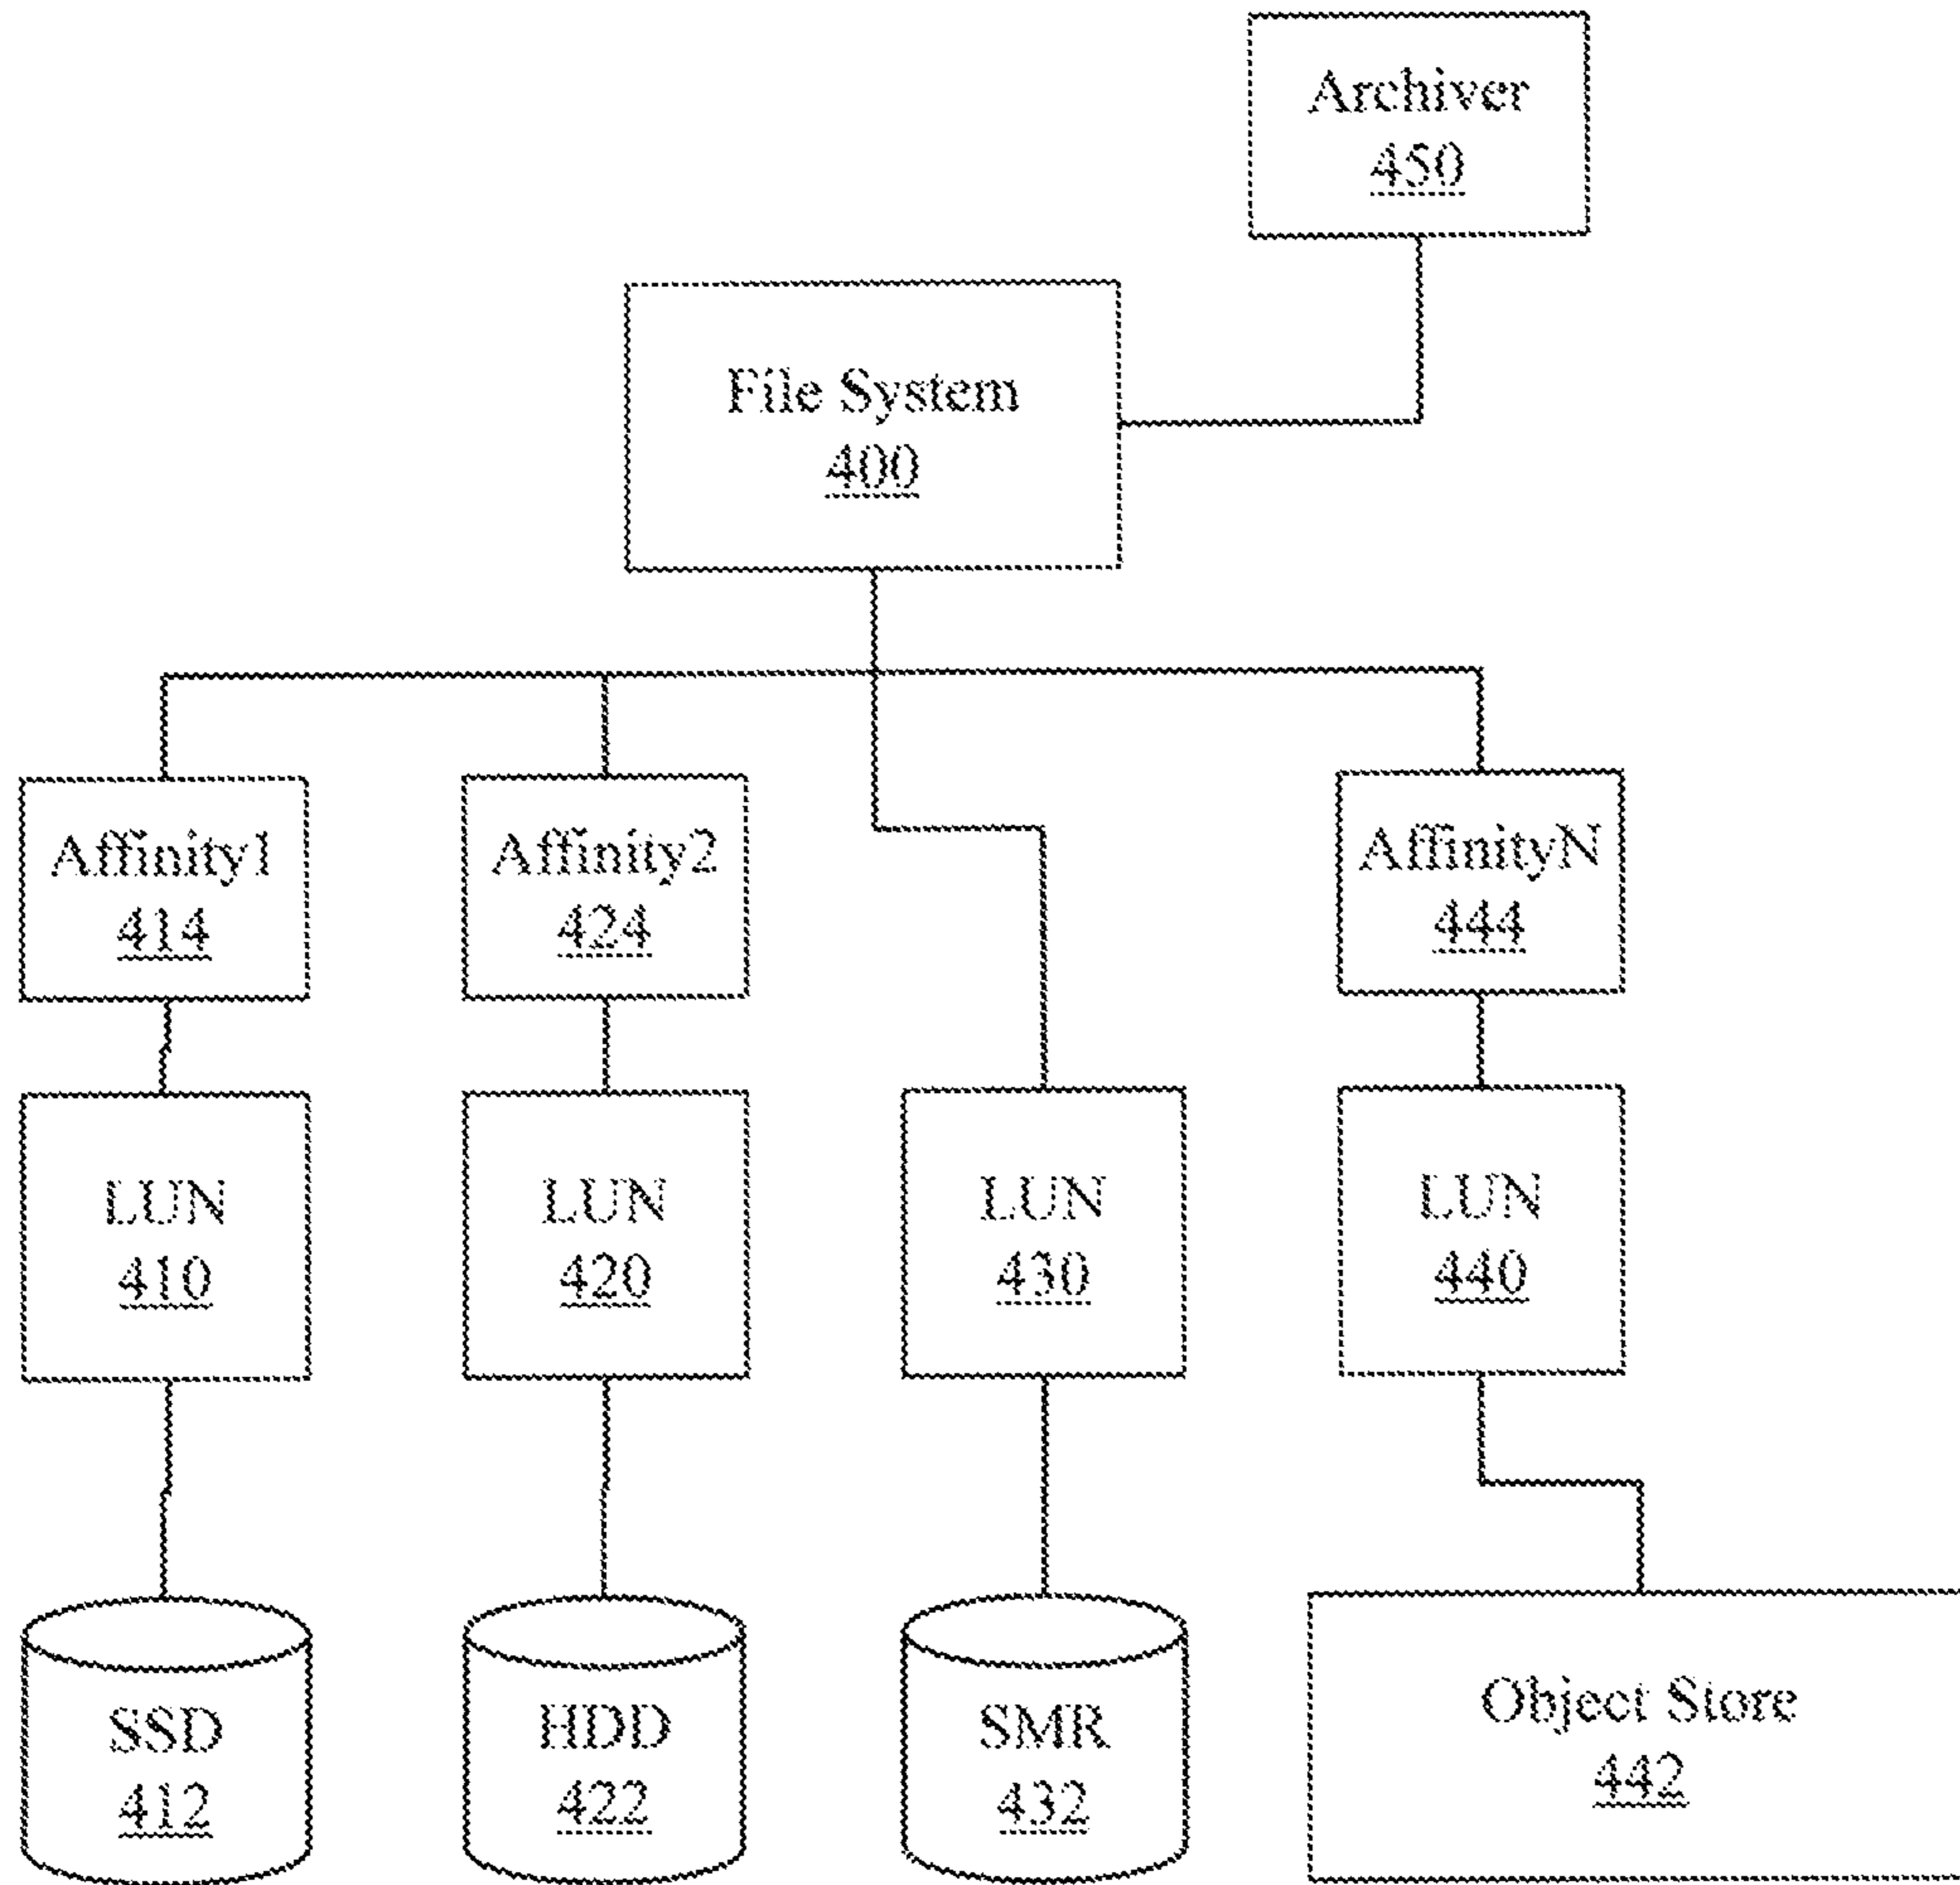 Archiver
450
File System
400
Affinity1
414
Affinity2
424
AffinityN
444
LUN
410
LUN
420
LUN
430
LUN
440
SSD
412
HDD
422
SMR
432
Object Store
442